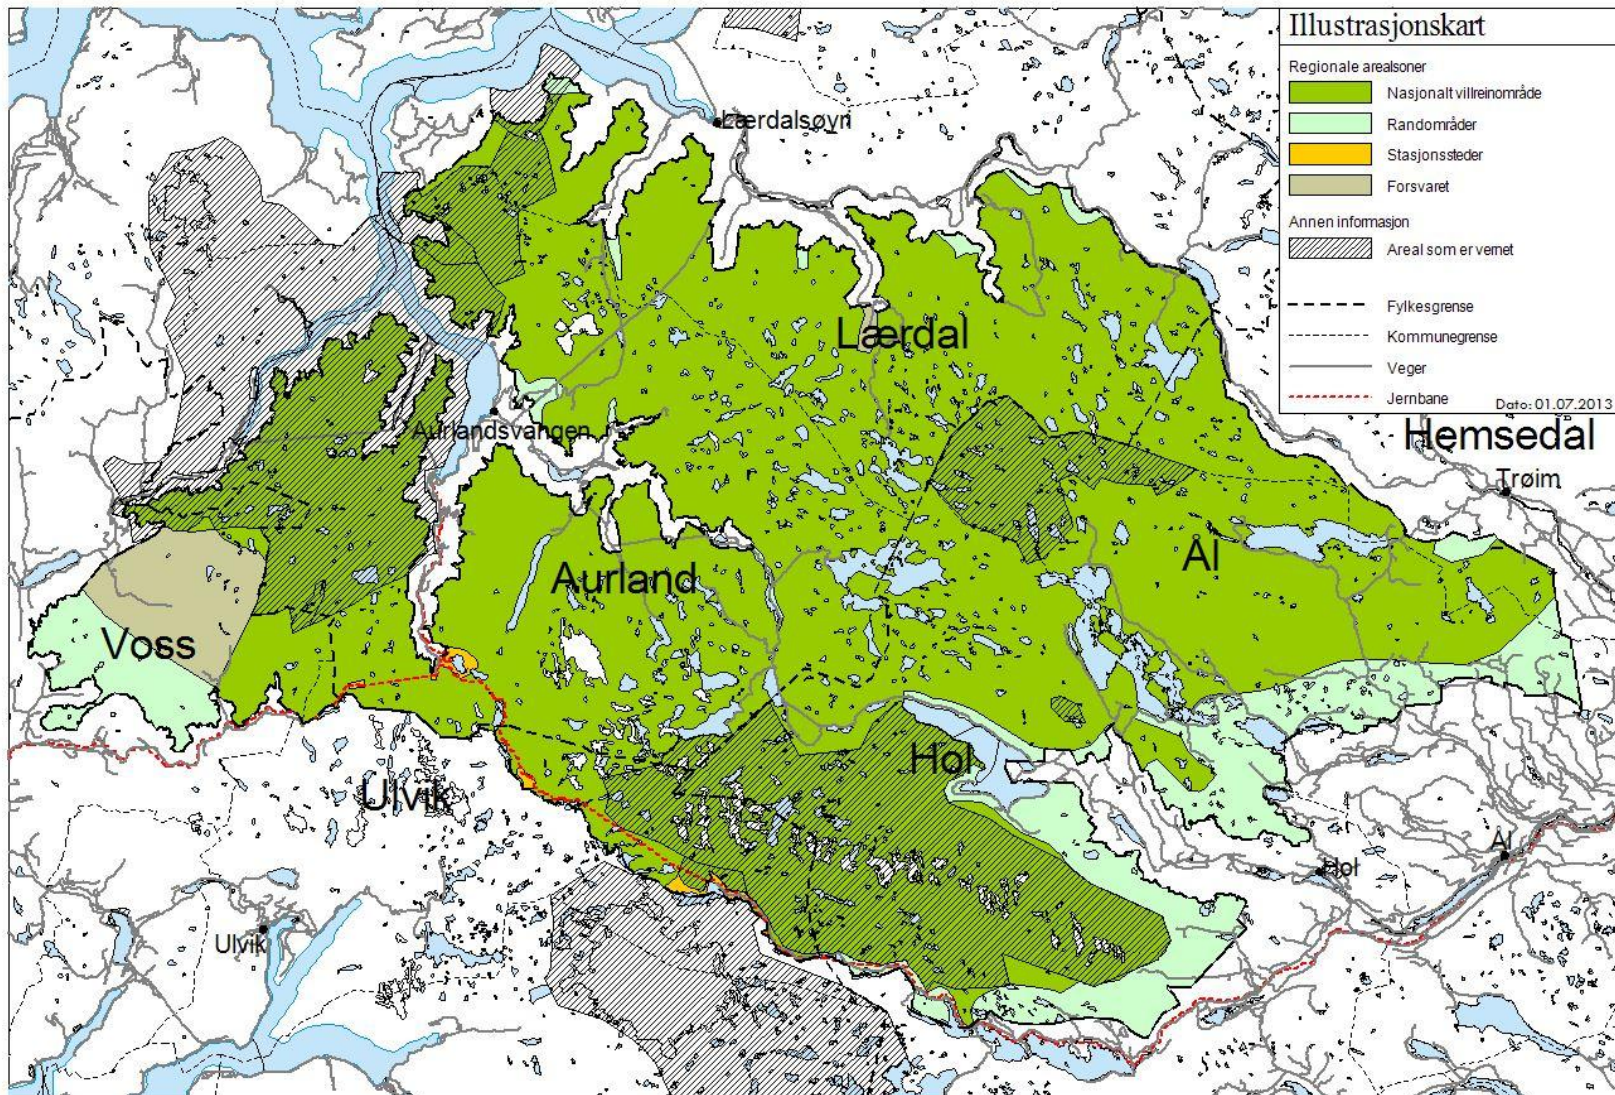 Illustrasjonskart
Regionale arealsoner
Nasjonalt villreinområde
Randområder
Stasjonssteder
Forsvaret
Annen informasjon
Areal som er vernet
Fylkesgrense
Kommunegrense
Veger
Jernbane
Dato: 01.07.2013
Lærdalsøyri
Lærdal
Aurlandsvangen
Hemsedal
Trøim
Ål
Aurland
Voss
Hol
Ulvik
Ål
Hol
Ulvik